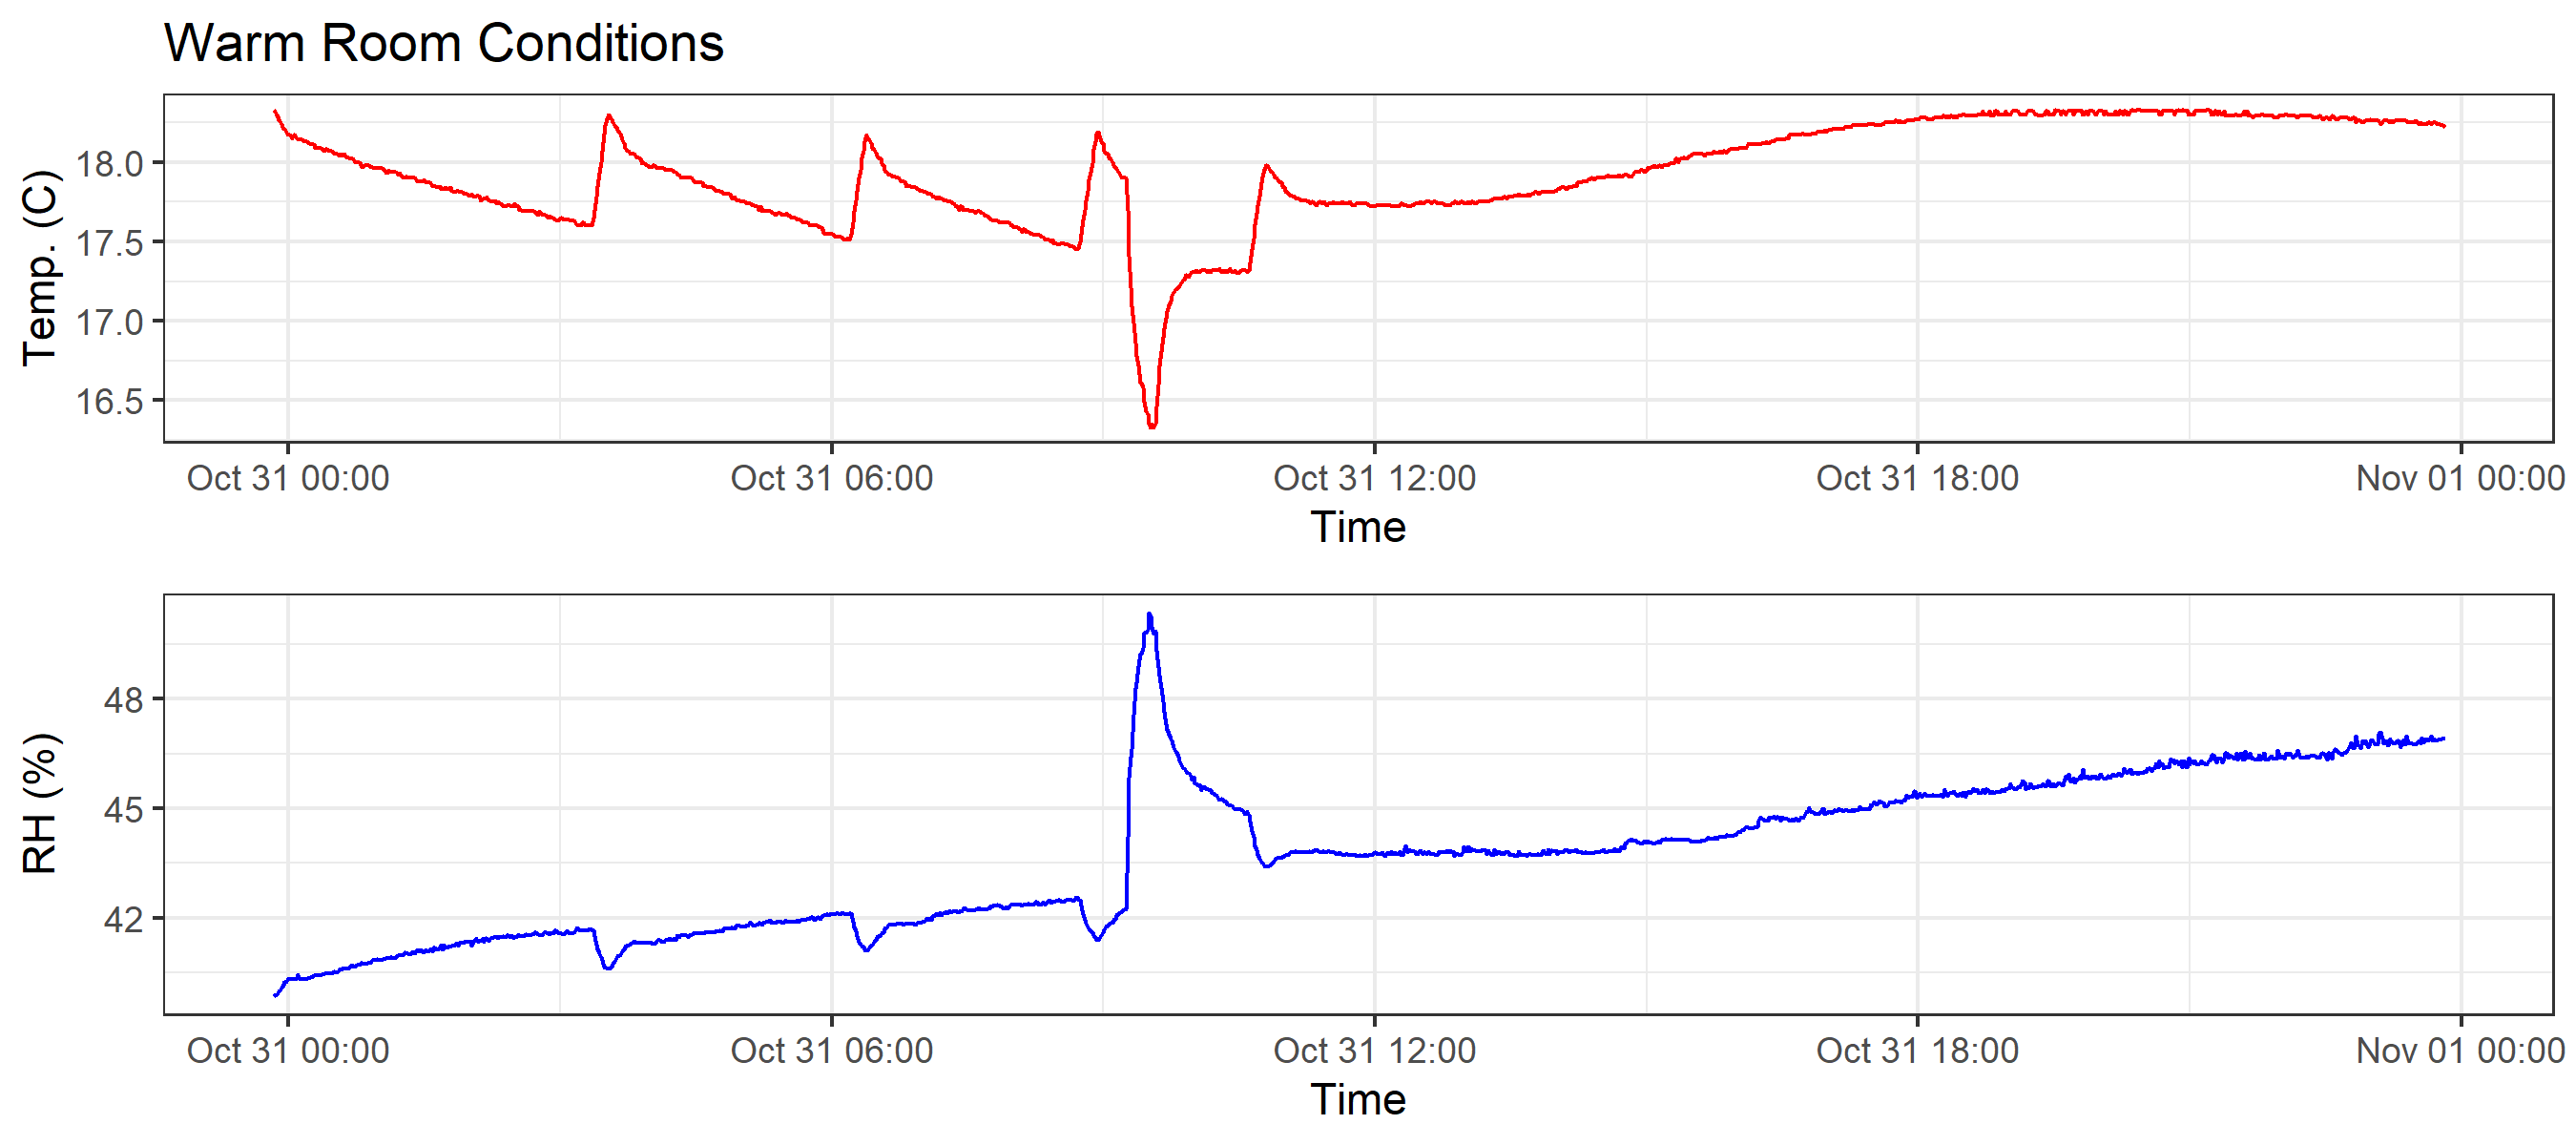 Warm Room Conditions
Temp. (C)
18.0
17.5
17.0
16.5
Oct 31 00:00 Oct 31 06:00 Oct 31 12:00 Oct 31 18:00 Nov 01 00:00
Time
RH (%)
48
45
42
Oct 31 00:00 Oct 31 06:00 Oct 31 12:00 Oct 31 18:00 Nov 01 00:00
Time